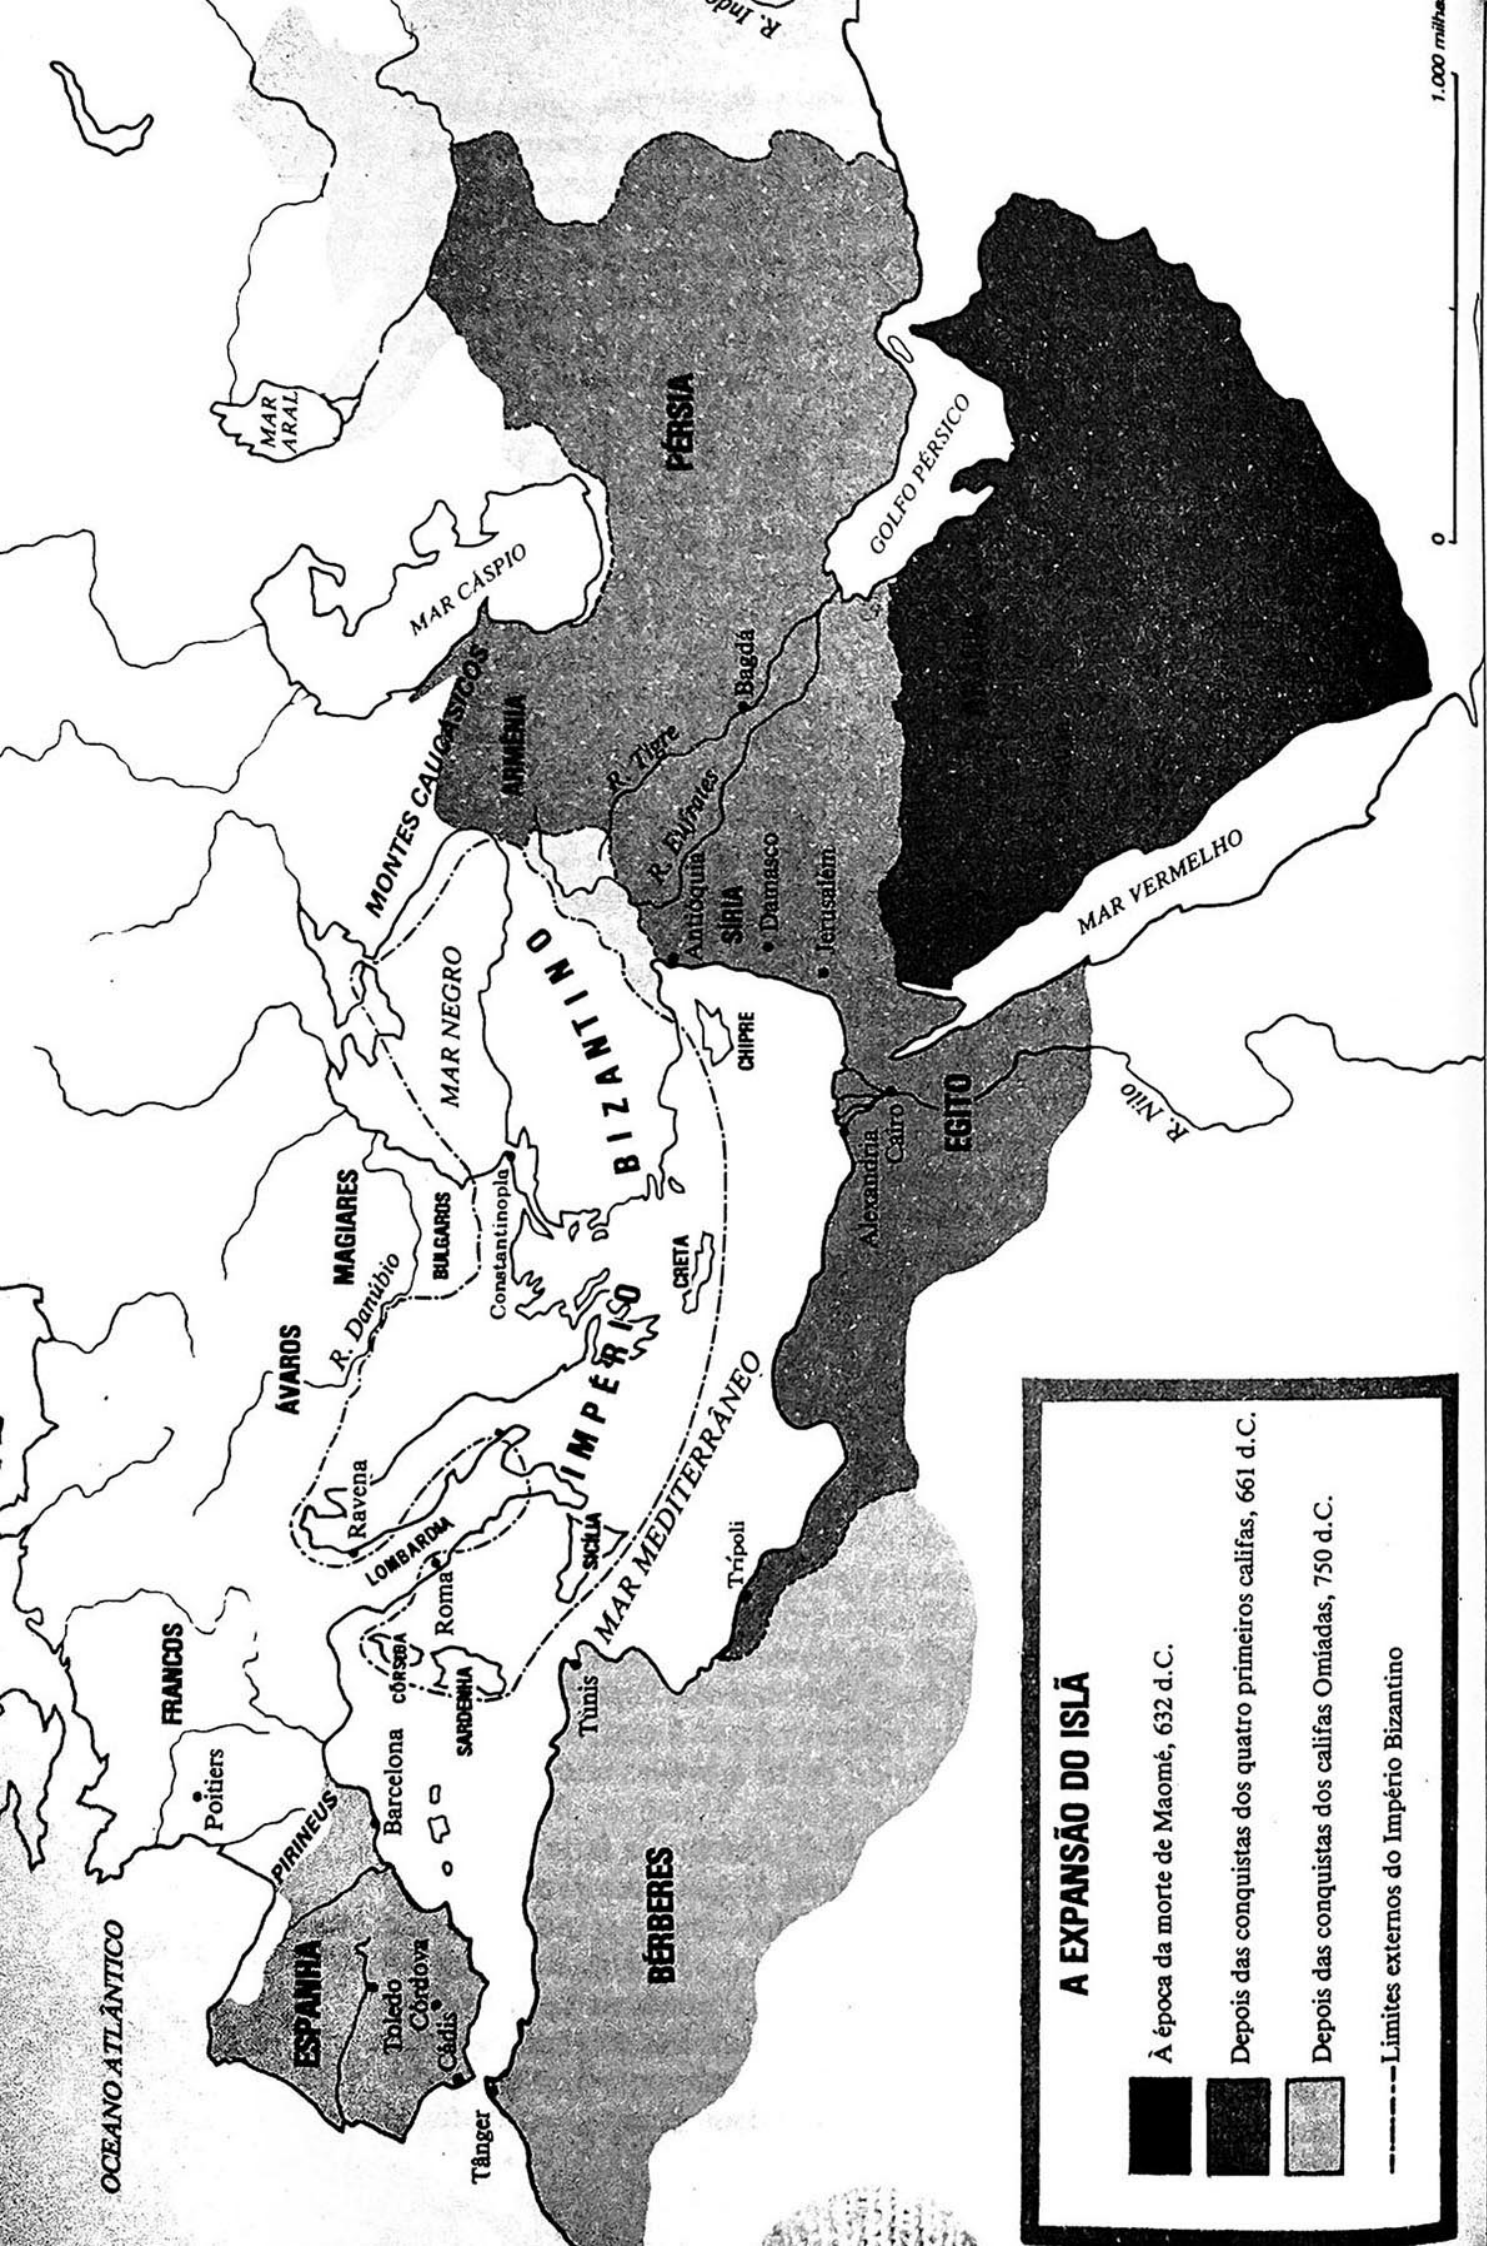 OCEANO ATLÂNTICO
FRANCOS
Poitiers
PIRINEUS
Barcelona
ESPANHA
Toledo
Córdova
Cádis
Tânger
CÓRSEGA
SARDENHA
Roma
LOMBARDIA
Ravena
SICÍLIA
Túnis
Trípoli
BÉRBERES
MAR MEDITERRÂNEO
ÁVAROS
R. Danúbio
MAGIARES
BULGAROS
Constantinopla
IMPÉRIO
BIZANTINO
CRETA
CHIPRE
MAR NEGRO
MONTES CAUCÁSICOS
MAR CÁSPIO
MAR
ARAL
ARMÉNIA
R. Tigre
R. Eufrates
Bagdá
Antióquia
SÍRIA
Damasco
Jerusalém
PÉRSIA
GOLFO PÉRSICO
MAR VERMELHO
Alexandria
Cairo
EGITO
R. Nilo
R. Indo
0
1.000 milhas
A EXPANSÃO DO ISLÃ
À época da morte de Maomé, 632 d.C.
Depois das conquistas dos quatro primeiros califas, 661 d.C.
Depois das conquistas dos califas Omíadas, 750 d.C.
Limites externos do Império Bizantino